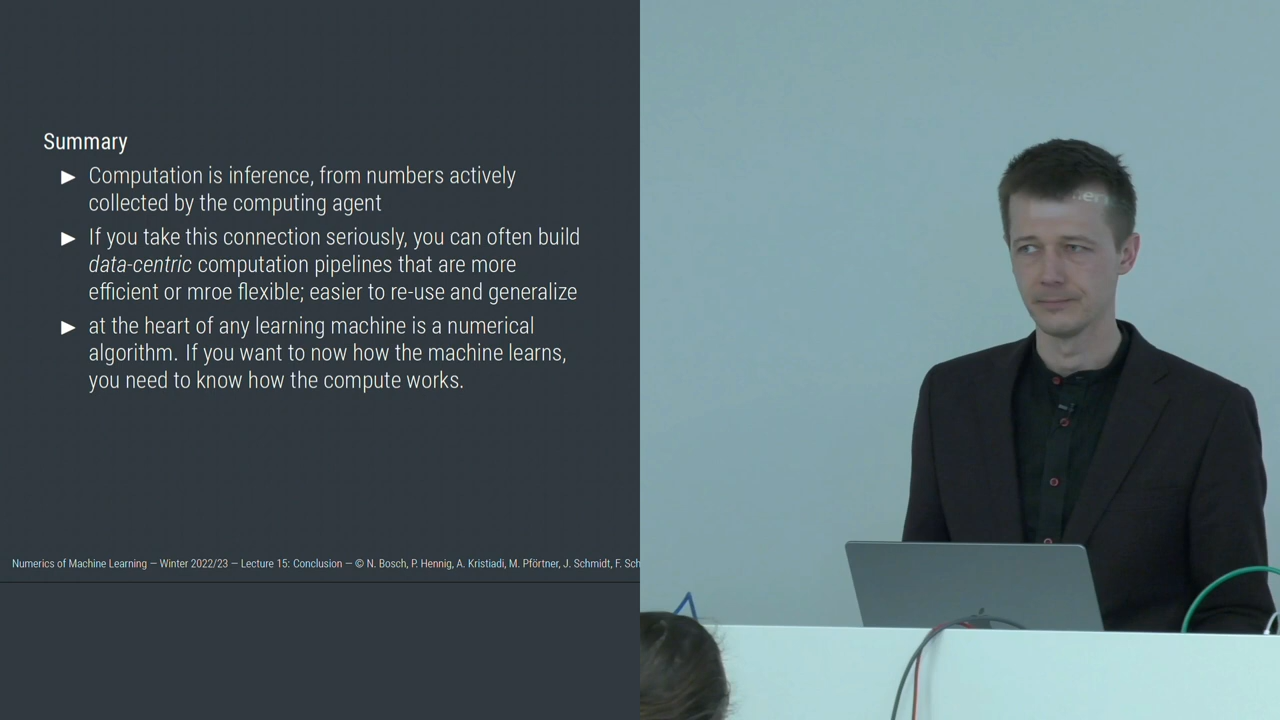 Summary
▶ Computation is inference, from numbers actively
collected by the computing agent
▶ If you take this connection seriously, you can often build
data-centric computation pipelines that are more
efficient or mroe flexible; easier to re-use and generalize
▶ at the heart of any learning machine is a numerical
algorithm. If you want to now how the machine learns,
you need to know how the compute works.
Numerics of Machine Learning — Winter 2022/23 — Lecture 15: Conclusion — © N. Bosch, P. Hennig, A. Kristiadi, M. Pförtner, J. Schmidt, F. Sch